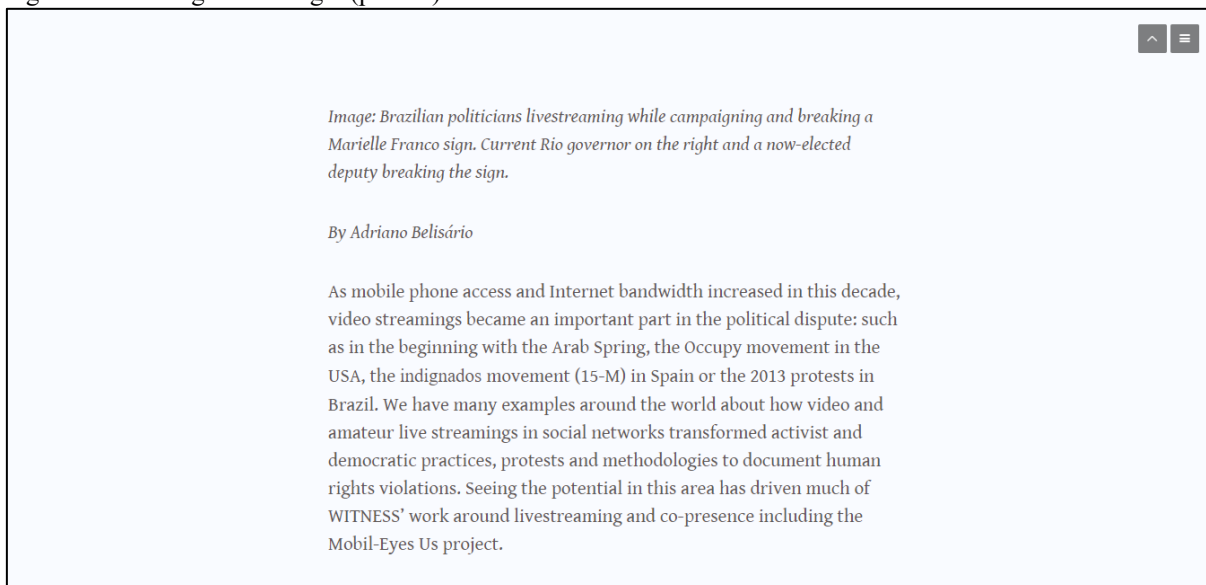 Image: Brazilian politicians livestreaming while campaigning and breaking a
Marielle Franco sign. Current Rio governor on the right and a now-elected
deputy breaking the sign.
By Adriano Belisário
As mobile phone access and Internet bandwidth increased in this decade,
video streamings became an important part in the political dispute: such
as in the beginning with the Arab Spring, the Occupy movement in the
USA, the indignados movement (15-M) in Spain or the 2013 protests in
Brazil. We have many examples around the world about how video and
amateur live streamings in social networks transformed activist and
democratic practices, protests and methodologies to document human
rights violations. Seeing the potential in this area has driven much of
WITNESS’ work around livestreaming and co-presence including the
Mobil-Eyes Us project.